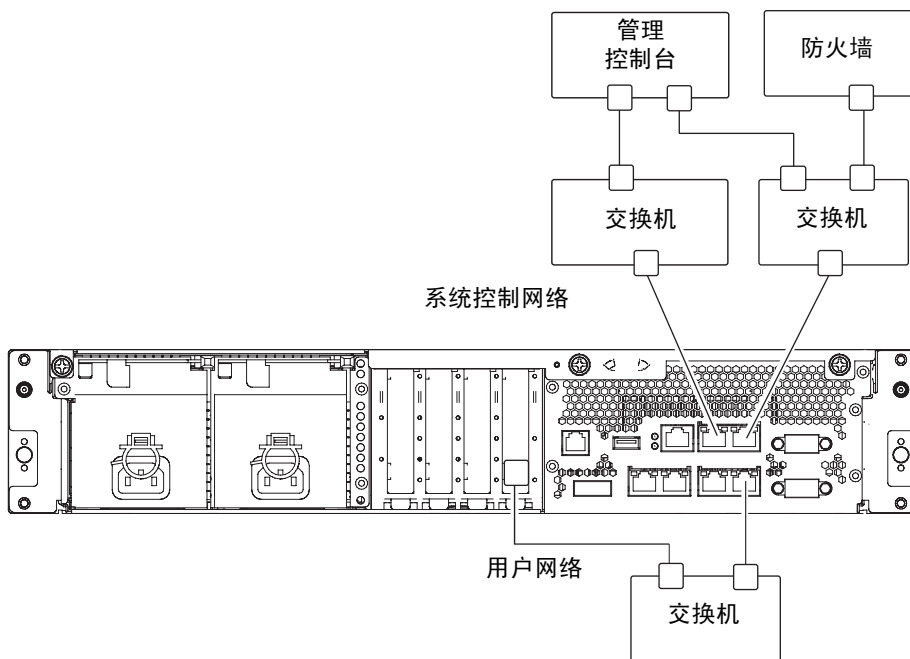 管理
控制台
防火墙
交换机
交换机
系统控制网络
用户网络
交换机